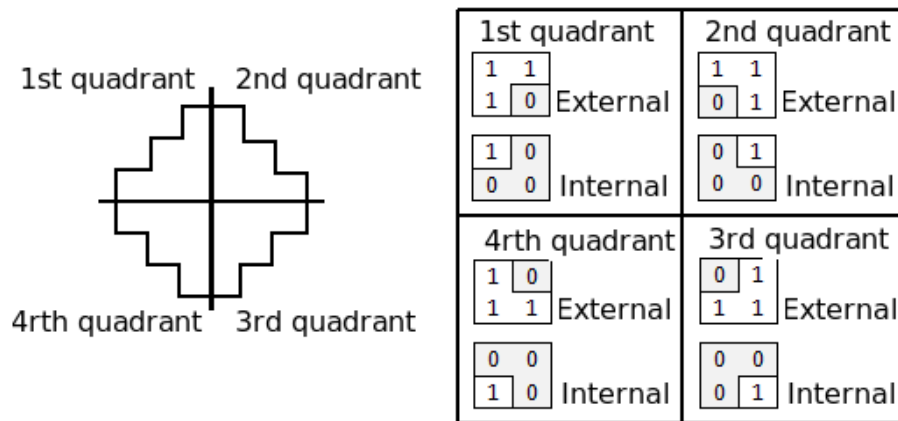 1st quadrant 2nd quadrant
4rth quadrant 3rd quadrant
1st quadrant
1 1
1 0 External
1 0
0 0 Internal
2nd quadrant
1 1
0 1 External
0 1
0 0 Internal
4rth quadrant
1 0
1 1 External
0 0
1 0 Internal
3rd quadrant
0 1
1 1 External
0 0
0 1 Internal